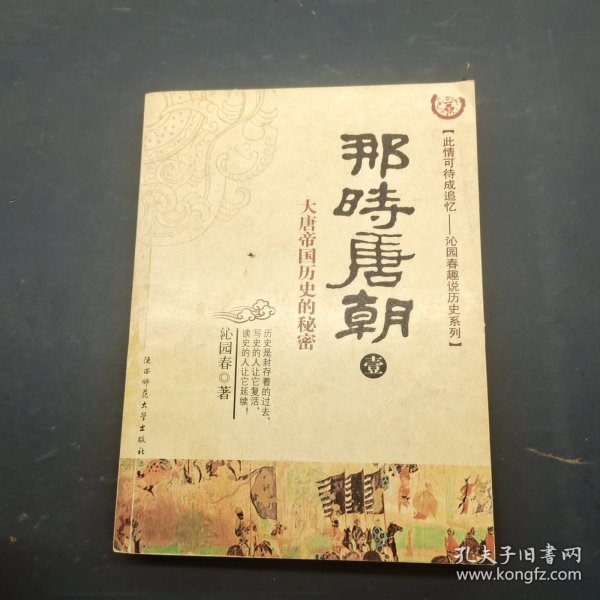 【此情可待成追忆——沁园春趣说历史系列】
那時唐朝
壹
大唐帝国历史的秘密
历史是封存着的过去，
写史的人让它复活，
读史的人让它延续！
沁园春◎著
陕西师范大学出版社
孔夫子旧书网
www.kongfz.com